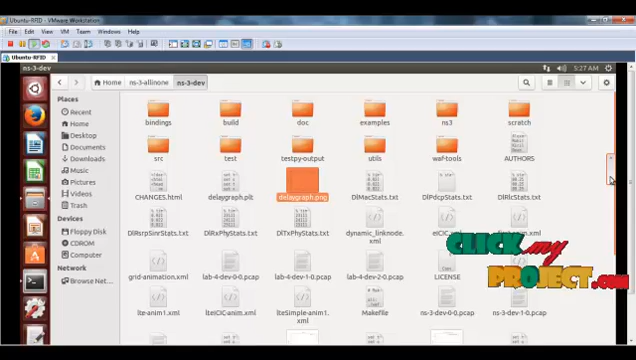 Ubuntu-RFID - VMware Workstation
File Edit View VM Team Windows Help
Ubuntu-RFID
ns-3-dev
5:27 AM
Home
ns-3-allinone
ns-3-dev
Places
Recent
Home
Desktop
Documents
Downloads
Music
Pictures
Videos
Trash
Devices
Floppy Disk
CDROM
Computer
Network
Browse Net...
bindings
build
doc
examples
ns3
scratch
src
test
testpy-output
utils
waf-tools
AUTHORS
CHANGES.html
delaygraph.plt
delaygraph.png
DlMacStats.txt
DlPdcpStats.txt
DlRlcStats.txt
DlRsrpSinrStats.txt
DlRxPhyStats.txt
DlTxPhyStats.txt
dynamic_linknode.xml
grid-animation.xml
lab-4-dev-0-0.pcap
lab-4-dev-1-0.pcap
lab-4-dev-2-0.pcap
LICENSE
lte-anim.xml
lteICIC-anim.xml
lteSimple-anim1.xml
Makefile
ns-3-dev-0-0.pcap
ns-3-dev-1-0.pcap
CLICK my
PROJECT.com